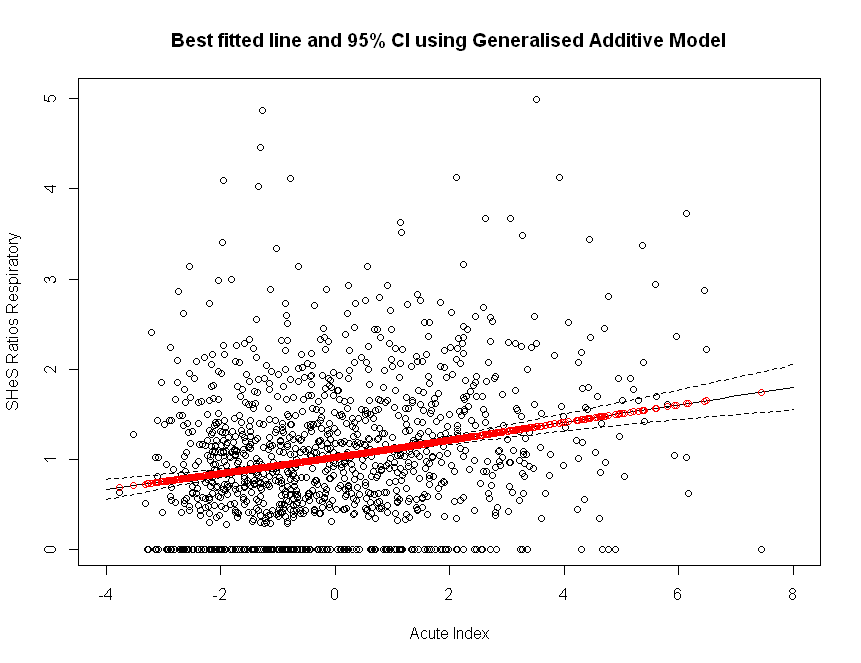 Best fitted line and 95% CI using Generalised Additive Model
SHeS Ratios Respiratory
5
4
3
2
1
0
-4 -2 0 2 4 6 8
Acute Index